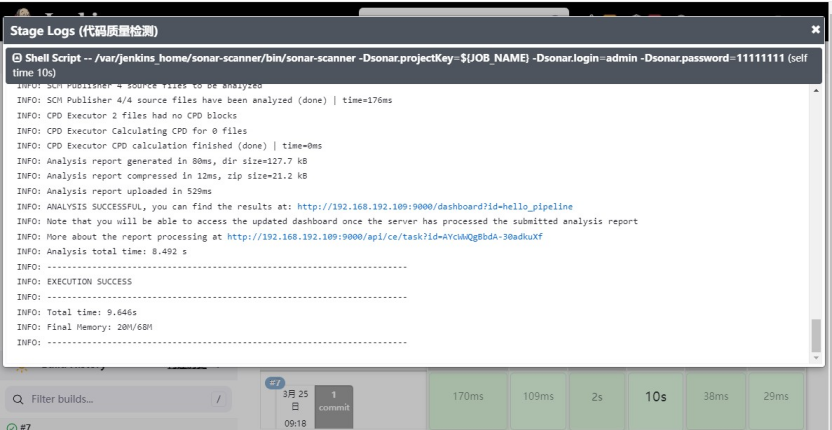 Stage Logs (代码质量检测)
Shell Script -- /var/jenkins_home/sonar-scanner/bin/sonar-scanner -Dsonar.projectKey=${JOB_NAME} -Dsonar.login=admin -Dsonar.password=11111111 (self
time 10s)
INFO: SCM Publisher 4 source files to be analyzed
INFO: SCM Publisher 4/4 source files have been analyzed (done) | time=176ms
INFO: CPD Executor 2 files had no CPD blocks
INFO: CPD Executor Calculating CPD for 0 files
INFO: CPD Executor CPD calculation finished (done) | time=0ms
INFO: Analysis report generated in 80ms, dir size=127.7 kB
INFO: Analysis report compressed in 12ms, zip size=21.2 kB
INFO: Analysis report uploaded in 529ms
INFO: ANALYSIS SUCCESSFUL, you can find the results at: http://192.168.192.109:9000/dashboard?id=hello_pipeline
INFO: Note that you will be able to access the updated dashboard once the server has processed the submitted analysis report
INFO: More about the report processing at http://192.168.192.109:9000/api/ce/task?id=AYcWWQgBbdA-30adkuXf
INFO: Analysis total time: 8.492 s
INFO: ------------------------------------------------------------------------
INFO: EXECUTION SUCCESS
INFO: ------------------------------------------------------------------------
INFO: Total time: 9.646s
INFO: Final Memory: 20M/68M
INFO: ------------------------------------------------------------------------
Filter builds... /
#7
#7
3月 25
日
09:18
1
commit
170ms 109ms 2s 10s 38ms 29ms